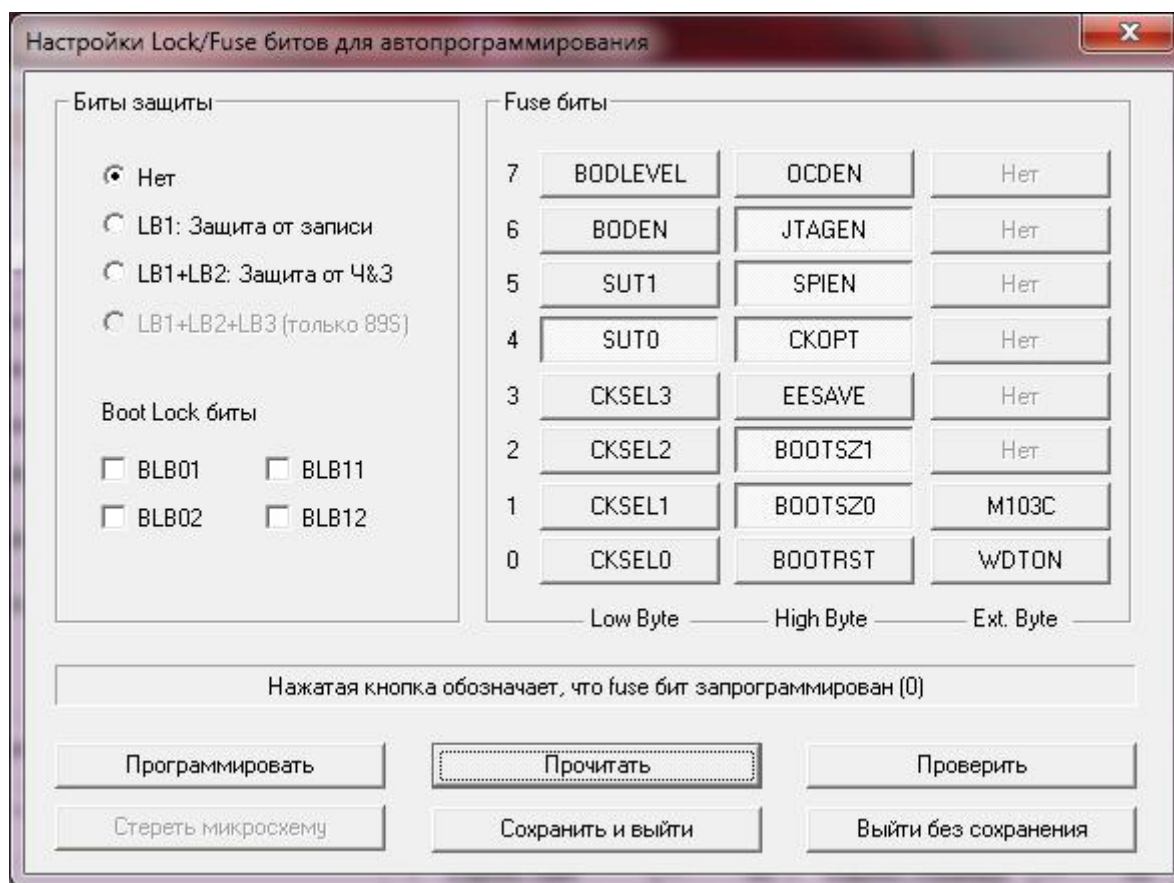 Настройки Lock/Fuse битов для автопрограммирования
Биты защиты
Нет
LB1: Защита от записи
LB1+LB2: Защита от Ч&З
LB1+LB2+LB3 (только 89S)
Boot Lock биты
BLB01 BLB11
BLB02 BLB12
Fuse биты
7 BODLEVEL OCDEN Нет
6 BODEN JTAGEN Нет
5 SUT1 SPIEN Нет
4 SUT0 CKOPT Нет
3 CKSEL3 EESAVE Нет
2 CKSEL2 BOOTSZ1 Нет
1 CKSEL1 BOOTSZ0 M103C
0 CKSEL0 BOOTRST WDTON
Low Byte High Byte Ext. Byte
Нажатая кнопка обозначает, что fuse бит запрограммирован (0)
Программировать Прочитать Проверить
Стереть микросхему Сохранить и выйти Выйти без сохранения